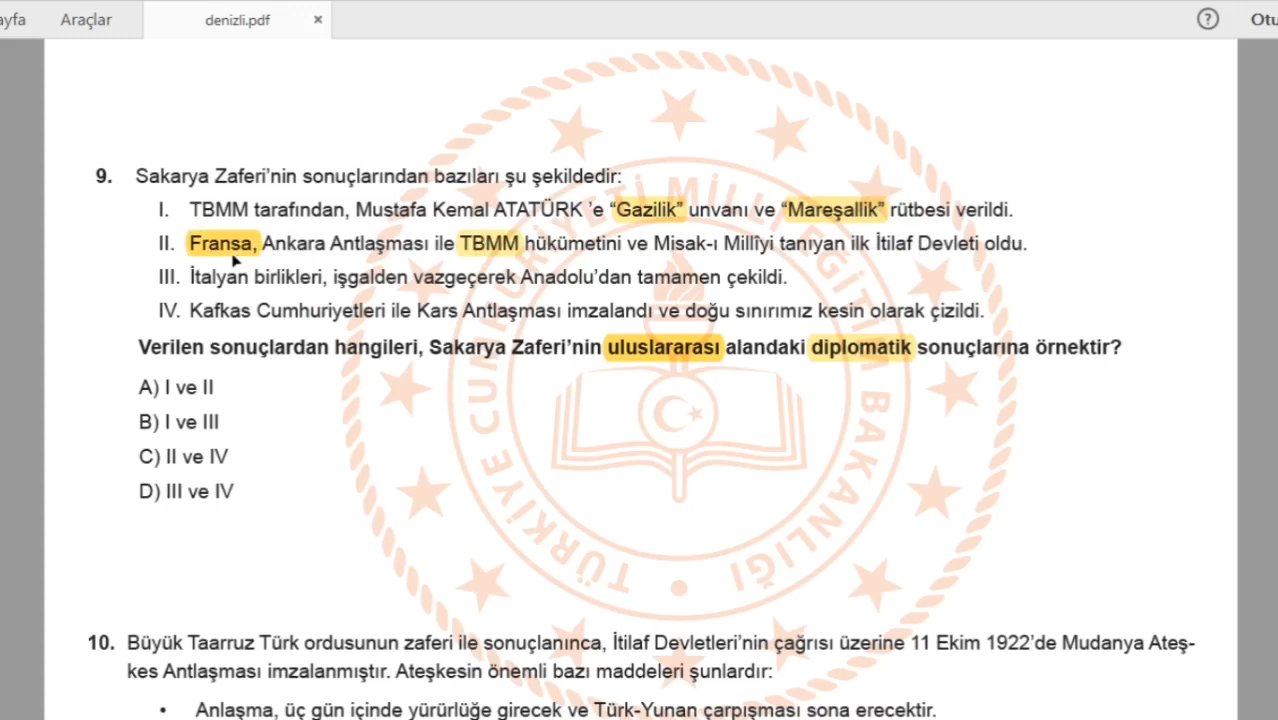 ayfa Araçlar denizli.pdf × ? Otu
9. Sakarya Zaferi'nin sonuçlarından bazıları şu şekildedir:
I. TBMM tarafından, Mustafa Kemal ATATÜRK 'e “Gazilik” unvanı ve “Mareşallik” rütbesi verildi.
II. Fransa, Ankara Antlaşması ile TBMM hükümetini ve Misak-ı Millîyi tanıyan ilk İtilaf Devleti oldu.
III. İtalyan birlikleri, işgalden vazgeçerek Anadolu'dan tamamen çekildi.
IV. Kafkas Cumhuriyetleri ile Kars Antlaşması imzalandı ve doğu sınırımız kesin olarak çizildi.
Verilen sonuçlardan hangileri, Sakarya Zaferi'nin uluslararası alandaki diplomatik sonuçlarına örnektir?
A) I ve II
B) I ve III
C) II ve IV
D) III ve IV
TÜRKİYE CUMHURİYETİ MİLLÎ EĞİTİM BAKANLIĞI
10. Büyük Taarruz Türk ordusunun zaferi ile sonuçlanınca, İtilaf Devletleri'nin çağrısı üzerine 11 Ekim 1922'de Mudanya Ateş-
kes Antlaşması imzalanmıştır. Ateşkesin önemli bazı maddeleri şunlardır:
• Anlaşma, üç gün içinde yürürlüğe girecek ve Türk-Yunan çarpışması sona erecektir.